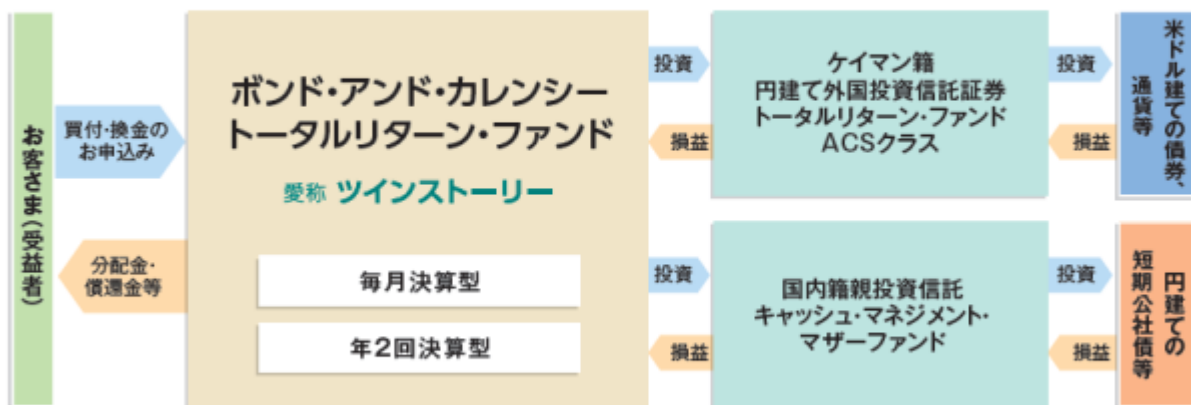 お客さま(受益者)
買付・換金の
お申込み
分配金・
償還金等
ボンド・アンド・カレンシー
トータルリターン・ファンド
愛称 ツインストーリー
毎月決算型
年2回決算型
投資
損益
ケイマン籍
円建て外国投資信託証券
トータルリターン・ファンド
ACSクラス
投資
損益
米ドル建ての債券、
通貨等
投資
損益
国内籍親投資信託
キャッシュ・マネジメント・
マザーファンド
投資
損益
円建ての
短期公社債等